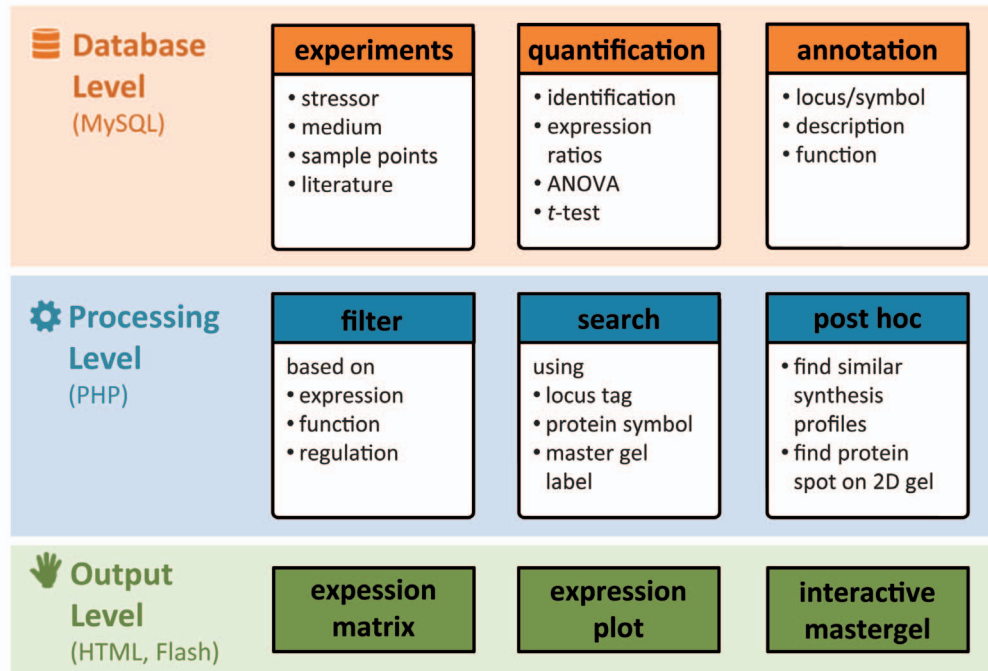 Database
Level
(MySQL)
experiments
• stressor
• medium
• sample points
• literature
quantification
• identification
• expression
ratios
• ANOVA
• t-test
annotation
• locus/symbol
• description
• function
Processing
Level
(PHP)
filter
based on
• expression
• function
• regulation
search
using
• locus tag
• protein symbol
• master gel
label
post hoc
• find similar
synthesis
profiles
• find protein
spot on 2D gel
Output
Level
(HTML, Flash)
expession
matrix
expression
plot
interactive
mastergel